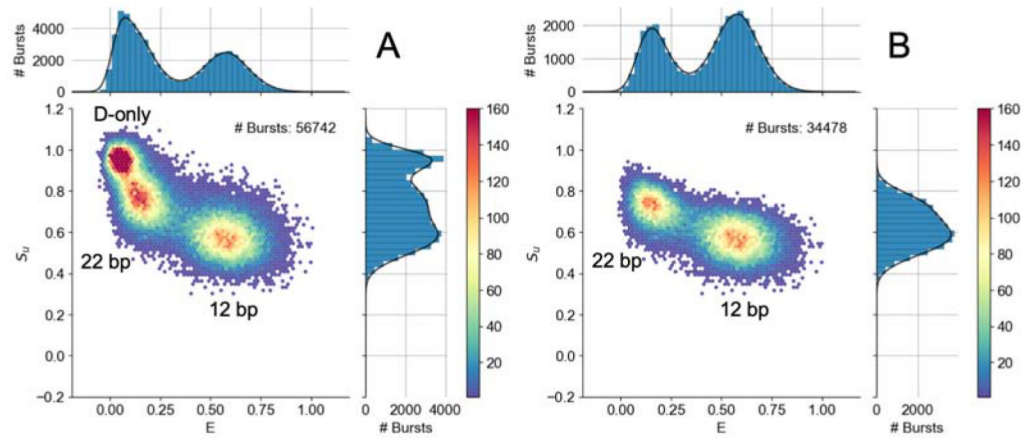 # Bursts
4000
2000
0
A
# Bursts
2000
1000
0
B
1.2
1.0
0.8
0.6
0.4
0.2
0.0
−0.2
S_u
D-only
# Bursts: 56742
22 bp
12 bp
0.00 0.25 0.50 0.75 1.00
E
0 2000 4000
# Bursts
160
140
120
100
80
60
40
20
1.2
1.0
0.8
0.6
0.4
0.2
0.0
−0.2
S_u
# Bursts: 34478
22 bp
12 bp
0.00 0.25 0.50 0.75 1.00
E
0 2000
# Bursts
160
140
120
100
80
60
40
20